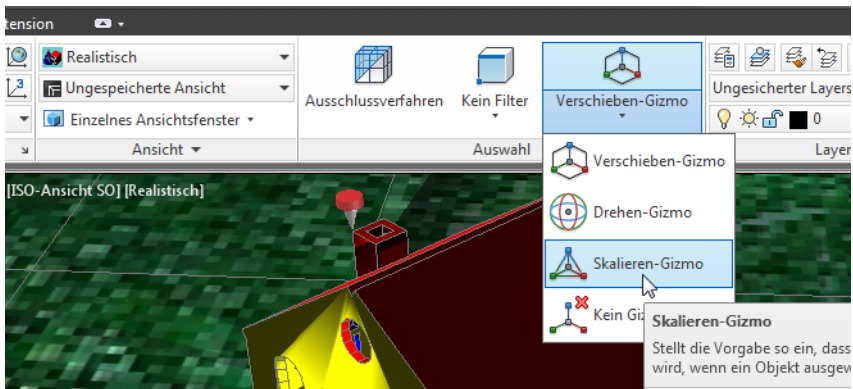 tension
Realistisch
Ungespeicherte Ansicht
Einzelnes Ansichtsfenster
Ansicht
Ausschlussverfahren
Kein Filter
Verschieben-Gizmo
Auswahl
Ungesicherter Layers
0
Layer
3
[ISO-Ansicht SO] [Realistisch]
Verschieben-Gizmo
Drehen-Gizmo
Skalieren-Gizmo
Kein Gi
Skalieren-Gizmo
Stellt die Vorgabe so ein, dass
wird, wenn ein Objekt ausgew